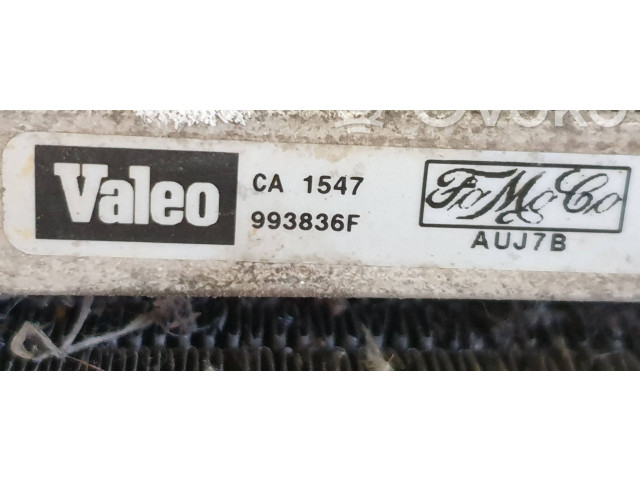 Valeo
CA 1547
993836F
FoMoCo
AUJ7B